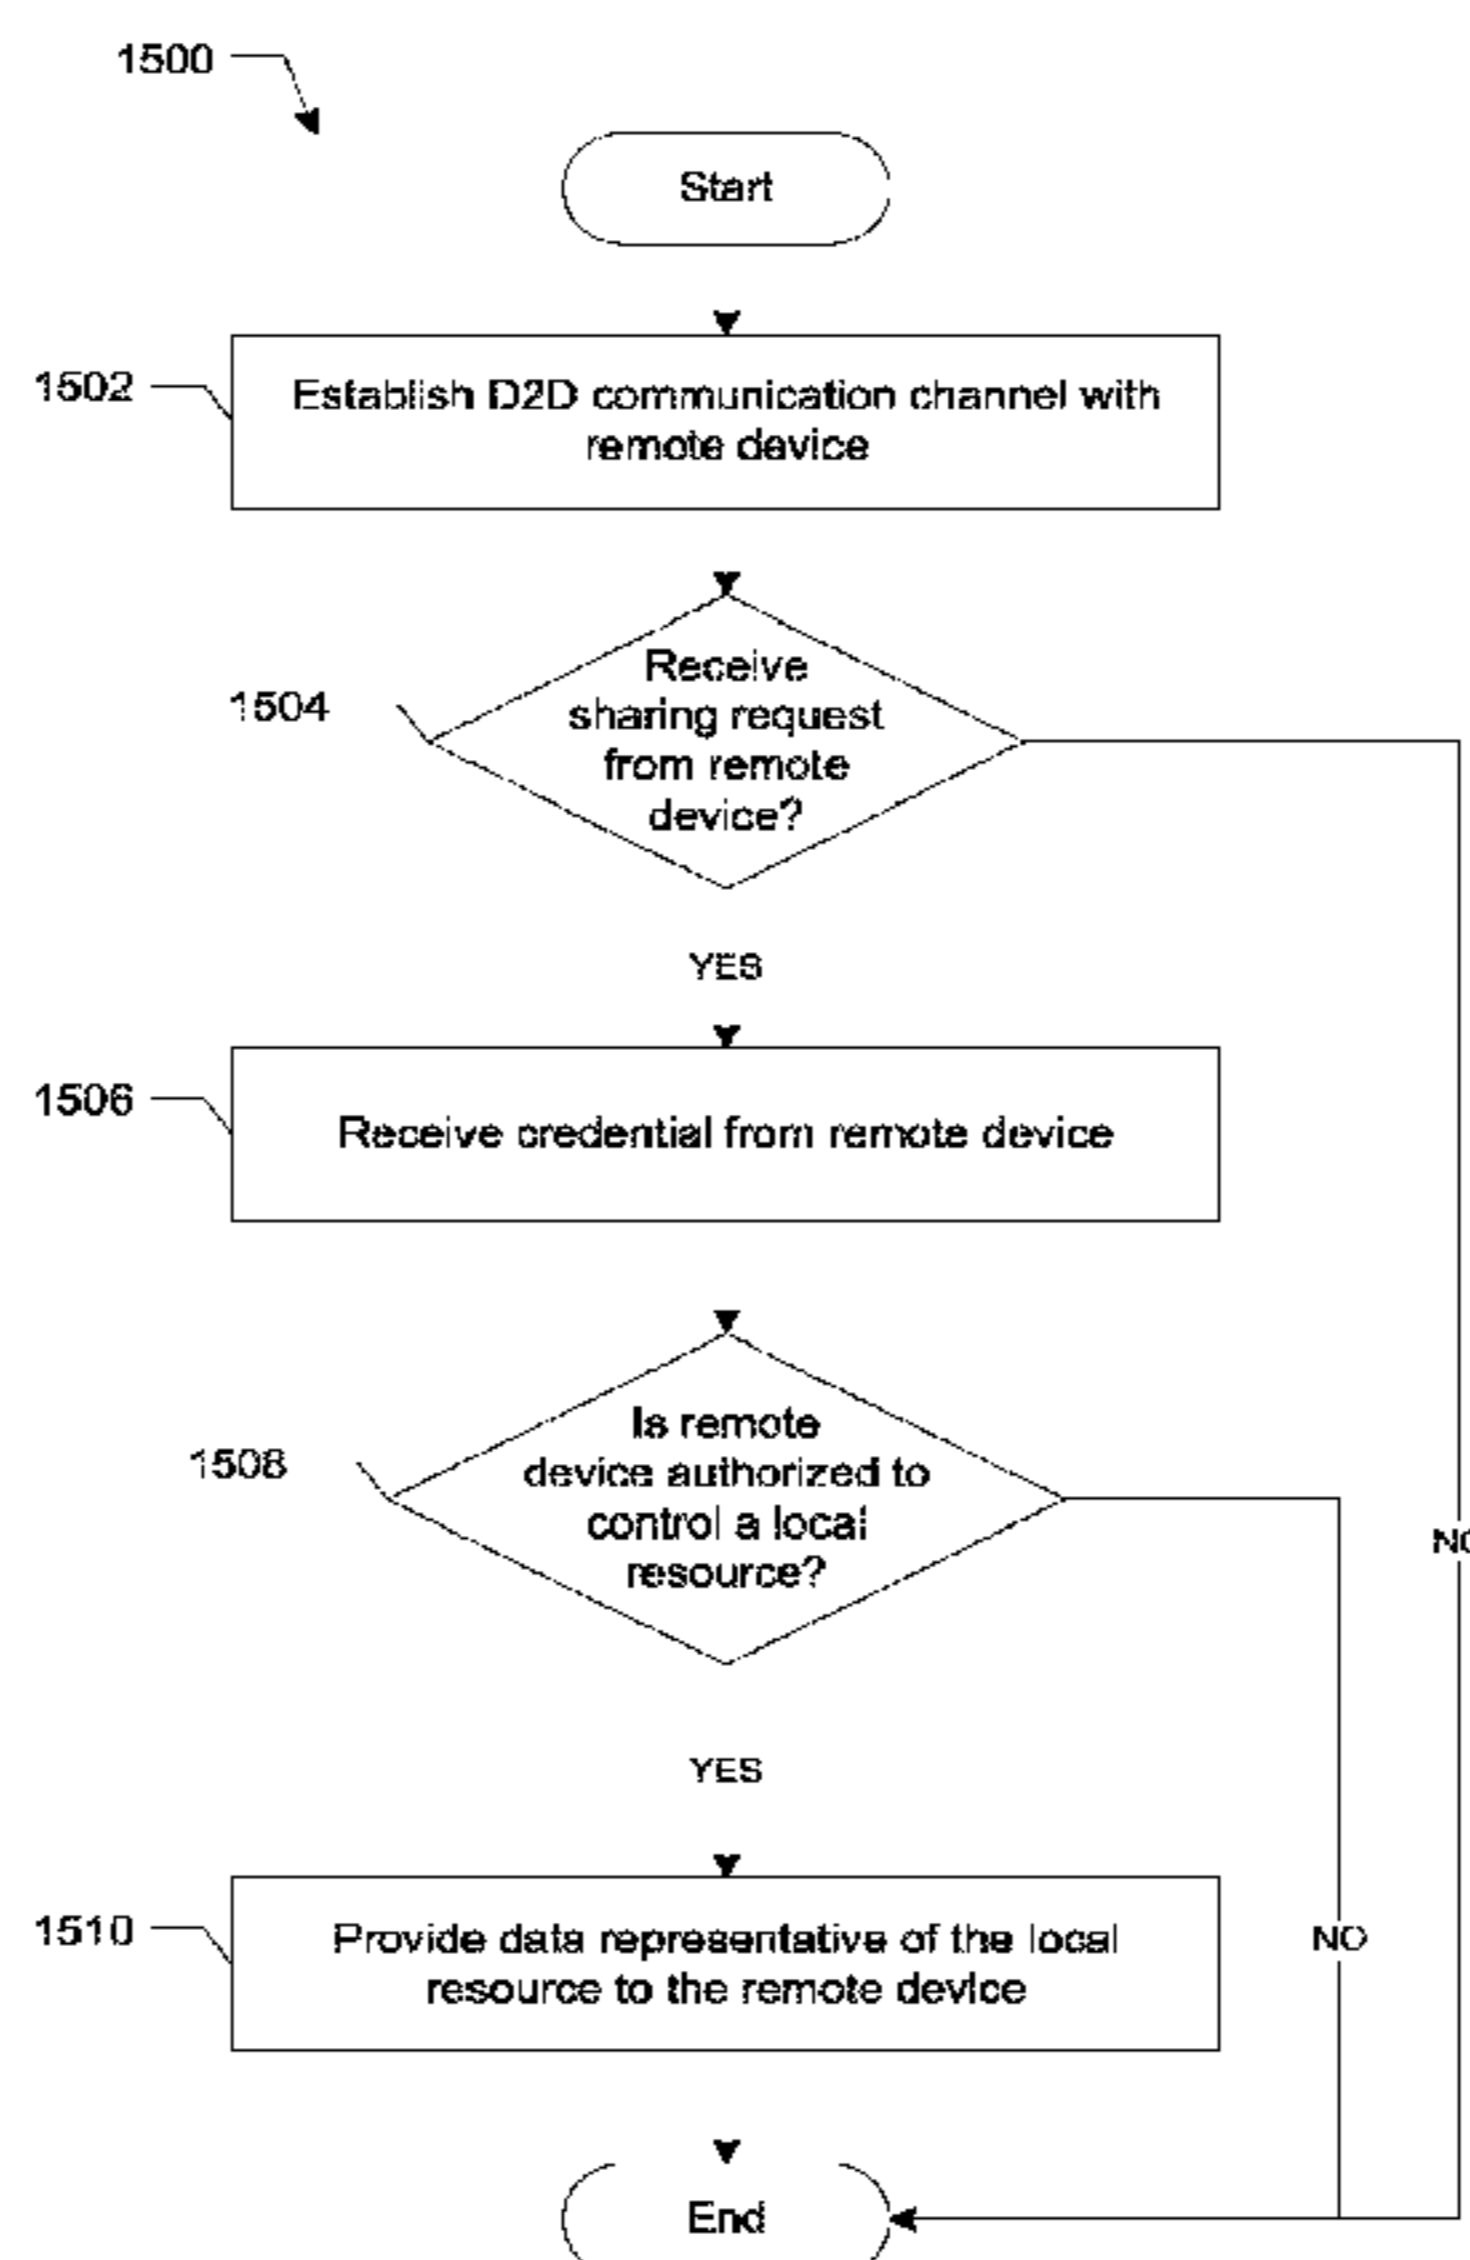 1500
Start
1502
Establish D2D communication channel with
remote device
1504
Receive
sharing request
from remote
device?
YES
1506
Receive credential from remote device
1508
Is remote
device authorized to
control a local
resource?
NO
YES
1510
Provide data representative of the local
resource to the remote device
NO
End